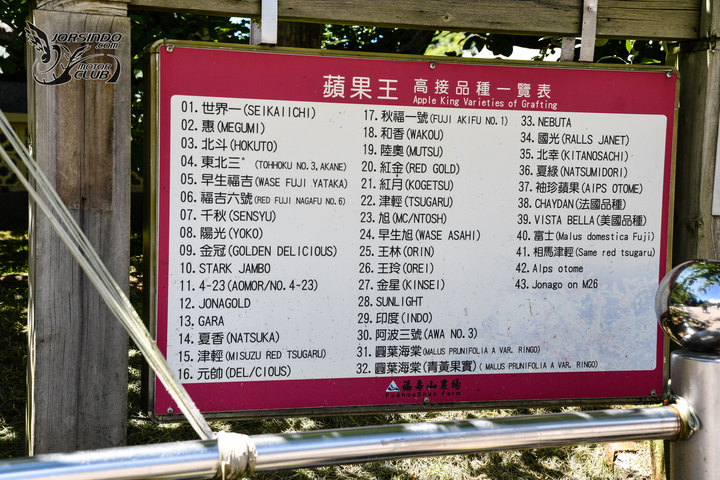 JORSINDO.com
MOTOR CLUB
蘋果王 高接品種一覽表
Apple King Varieties of Grafting
01. 世界一(SEIKAIICHI)
02. 惠(MEGUMI)
03. 北斗(HOKUTO)
04. 東北三" (TOHHOKU NO.3,AKANE)
05. 早生福吉(WASE FUJI YATAKA)
06. 福吉六號(RED FUJI NAGAFU NO.6)
07. 千秋(SENSYU)
08. 陽光(YOKO)
09. 金冠(GOLDEN DELICIOUS)
10. STARK JAMBO
11. 4-23(AOMOR/NO.4-23)
12. JONAGOLD
13. GARA
14. 夏香(NATSUKA)
15. 津輕(MISUZU RED TSUGARU)
16. 元帥(DEL/CIOUS)
17. 秋福一號(FUJI AKIFU NO.1)
18. 和香(WAKOU)
19. 陸奧(MUTSU)
20. 紅金(RED GOLD)
21. 紅月(KOGETSU)
22. 津輕(TSUGARU)
23. 旭(MC/NTOSH)
24. 早生旭(WASE ASAHI)
25. 王林(ORIN)
26. 王玲(OREI)
27. 金星(KINSEI)
28. SUNLIGHT
29. 印度(INDO)
30. 阿波三號(AWA NO.3)
31. 圓葉海棠(MALUS PRUNIFOLIA A VAR. RINGO)
32. 圓葉海棠(青黃果實) ( MALUS PRUNIFOLIA A VAR. RINGO)
33. NEBUTA
34. 國光(RALLS JANET)
35. 北幸(KITANOSACHI)
36. 夏綠(NATSUMIDORI)
37. 袖珍蘋果(AIPS OTOME)
38. CHAYDAN(法國品種)
39. VISTA BELLA(美國品種)
40. 富士(Malus domestica Fuji)
41. 相馬津輕(Same red tsugaru)
42. Alps otome
43. Jonago on M26
福壽山農場
FuShouShan Farm